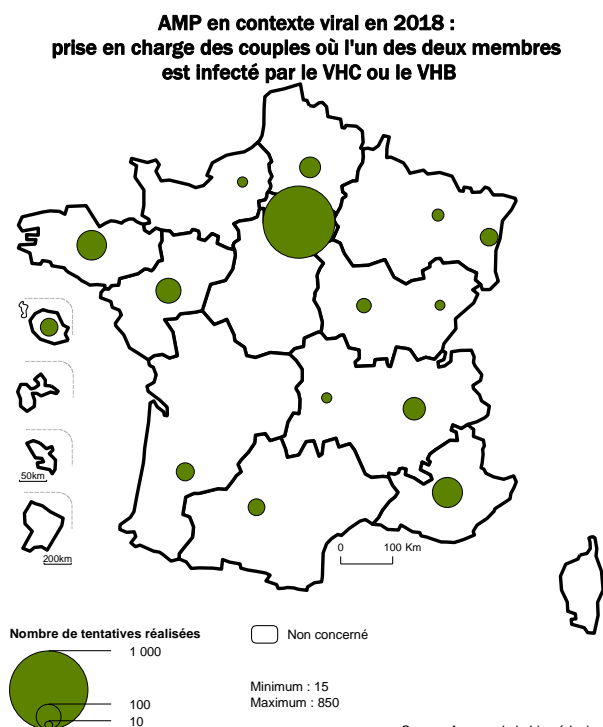 AMP en contexte viral en 2018 :
prise en charge des couples où l'un des deux membres
est infecté par le VHC ou le VHB
50km
200km
0 100 Km
Nombre de tentatives réalisées
1 000
100
10
Non concerné
Minimum : 15
Maximum : 850